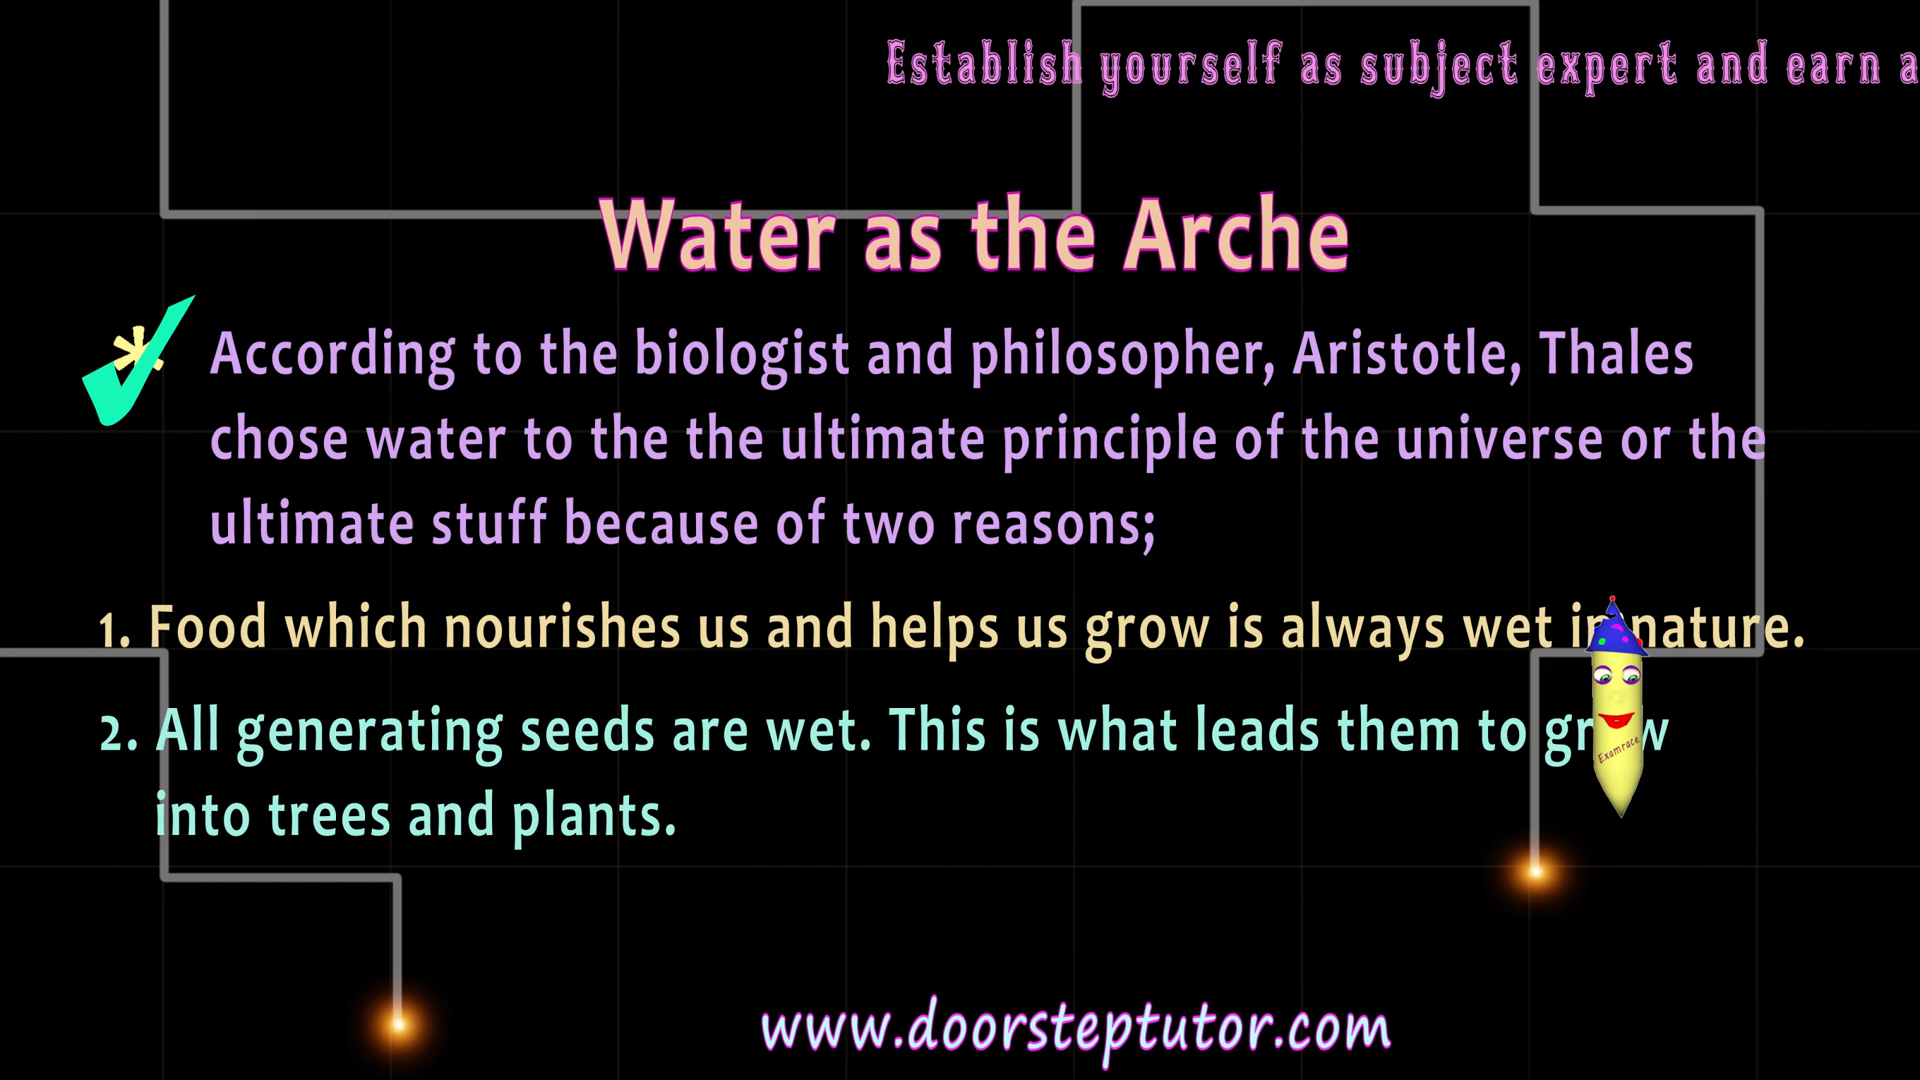 Establish yourself as subject expert and earn a
Water as the Arche
* According to the biologist and philosopher, Aristotle, Thales
chose water to the the ultimate principle of the universe or the
ultimate stuff because of two reasons;
1. Food which nourishes us and helps us grow is always wet in nature.
2. All generating seeds are wet. This is what leads them to grow
into trees and plants.
Examrace
www.doorsteptutor.com